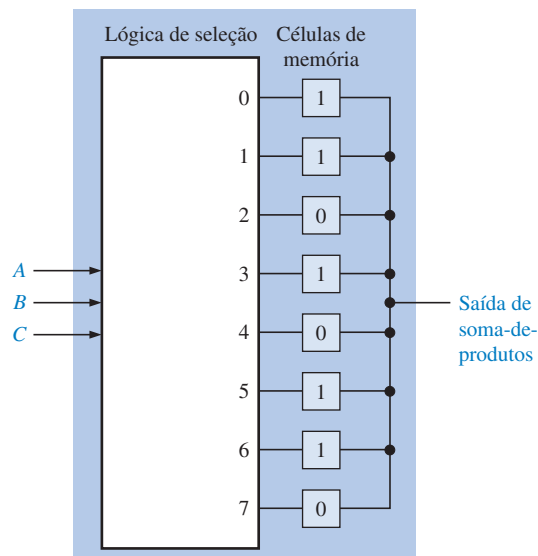 Lógica de seleção
Células de
memória
0 1
1 1
2 0
A
3 1
B
Saída de
soma-de-
produtos
C
4 0
5 1
6 1
7 0